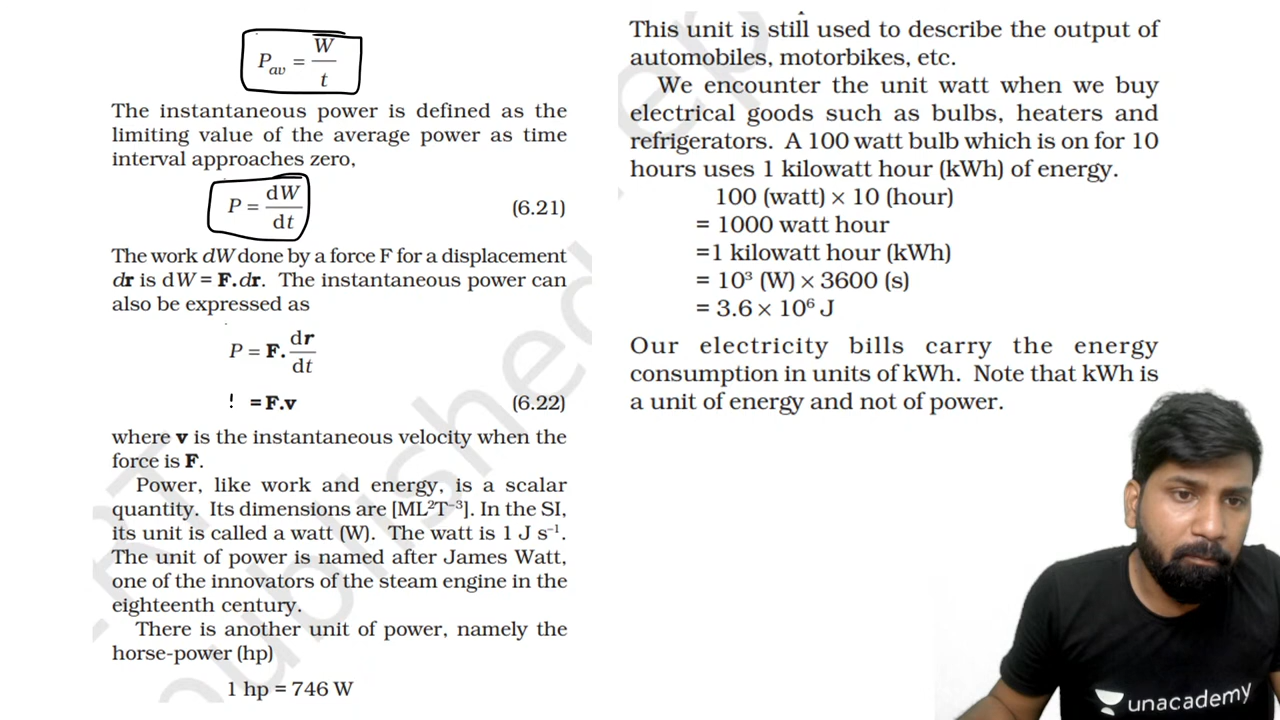 P_av = W/t
The instantaneous power is defined as the
limiting value of the average power as time
interval approaches zero,
P = dW/dt (6.21)
The work dW done by a force F for a displacement
dr is dW = F.dr. The instantaneous power can
also be expressed as
P = F. dr/dt
! = F.v (6.22)
where v is the instantaneous velocity when the
force is F.
Power, like work and energy, is a scalar
quantity. Its dimensions are [ML²T⁻³]. In the SI,
its unit is called a watt (W). The watt is 1 J s⁻¹.
The unit of power is named after James Watt,
one of the innovators of the steam engine in the
eighteenth century.
There is another unit of power, namely the
horse-power (hp)
1 hp = 746 W
This unit is still used to describe the output of
automobiles, motorbikes, etc.
We encounter the unit watt when we buy
electrical goods such as bulbs, heaters and
refrigerators. A 100 watt bulb which is on for 10
hours uses 1 kilowatt hour (kWh) of energy.
100 (watt) × 10 (hour)
= 1000 watt hour
=1 kilowatt hour (kWh)
= 10³ (W) × 3600 (s)
= 3.6 × 10⁶ J
Our electricity bills carry the energy
consumption in units of kWh. Note that kWh is
a unit of energy and not of power.
unacademy